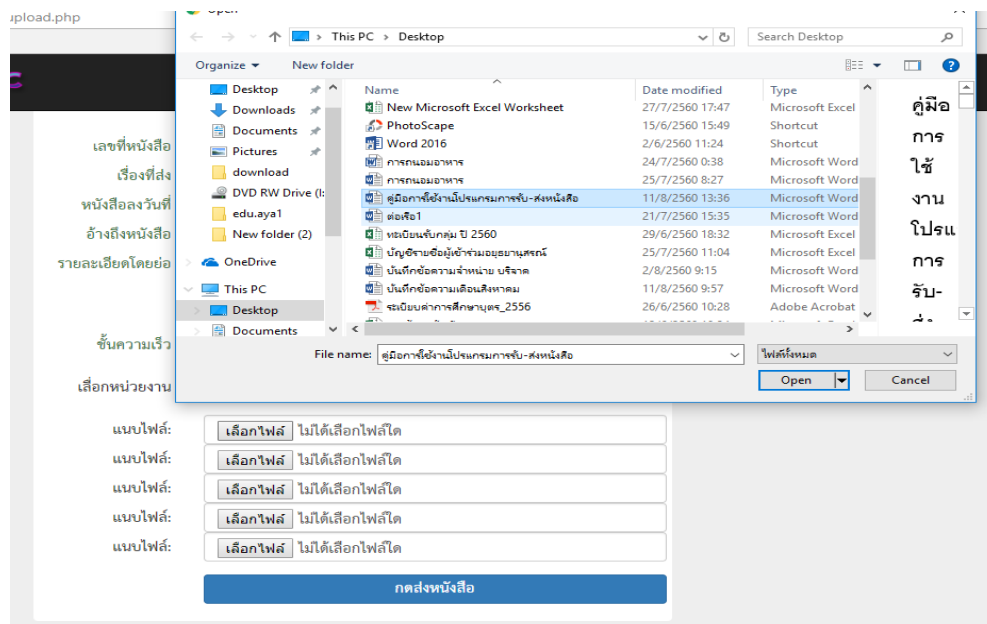 upload.php
Open
This PC > Desktop
Search Desktop
Organize
New folder
Name
Date modified
Type
Desktop
Downloads
Documents
Pictures
download
DVD RW Drive (I:
edu.aya1
New folder (2)
OneDrive
This PC
Desktop
Documents
New Microsoft Excel Worksheet 27/7/2560 17:47 Microsoft Excel
PhotoScape 15/6/2560 15:49 Shortcut
Word 2016 2/6/2560 11:24 Shortcut
การถนอมอาหาร 24/7/2560 0:38 Microsoft Word
การถนอมอาหาร 25/7/2560 8:27 Microsoft Word
คู่มือการใช้งานโปรแกรมการรับ-ส่งหนังสือ 11/8/2560 13:36 Microsoft Word
ต่อเรือ1 21/7/2560 15:35 Microsoft Word
ทะเบียนรับกลุ่ม ปี 2560 29/6/2560 18:32 Microsoft Excel
บัญชีรายชื่อผู้เข้าร่วมอยุธยานุสรณ์ 25/7/2560 11:04 Microsoft Excel
บันทึกข้อความจำหน่าย บริจาค 2/8/2560 9:15 Microsoft Word
บันทึกข้อความเดือนสิงหาคม 11/8/2560 9:57 Microsoft Word
ระเบียบค่าการศึกษาบุตร_2556 26/6/2560 10:28 Adobe Acrobat
คู่มือ
การ
ใช้
งาน
โปรแ
การ
รับ-
File name: คู่มือการใช้งานโปรแกรมการรับ-ส่งหนังสือ
ไฟล์ทั้งหมด
Open
Cancel
เลขที่หนังสือ
เรื่องที่ส่ง
หนังสือลงวันที่
อ้างถึงหนังสือ
รายละเอียดโดยย่อ
ชั้นความเร็ว
เลือกหน่วยงาน
แนบไฟล์: เลือกไฟล์ ไม่ได้เลือกไฟล์ใด
แนบไฟล์: เลือกไฟล์ ไม่ได้เลือกไฟล์ใด
แนบไฟล์: เลือกไฟล์ ไม่ได้เลือกไฟล์ใด
แนบไฟล์: เลือกไฟล์ ไม่ได้เลือกไฟล์ใด
แนบไฟล์: เลือกไฟล์ ไม่ได้เลือกไฟล์ใด
กดส่งหนังสือ